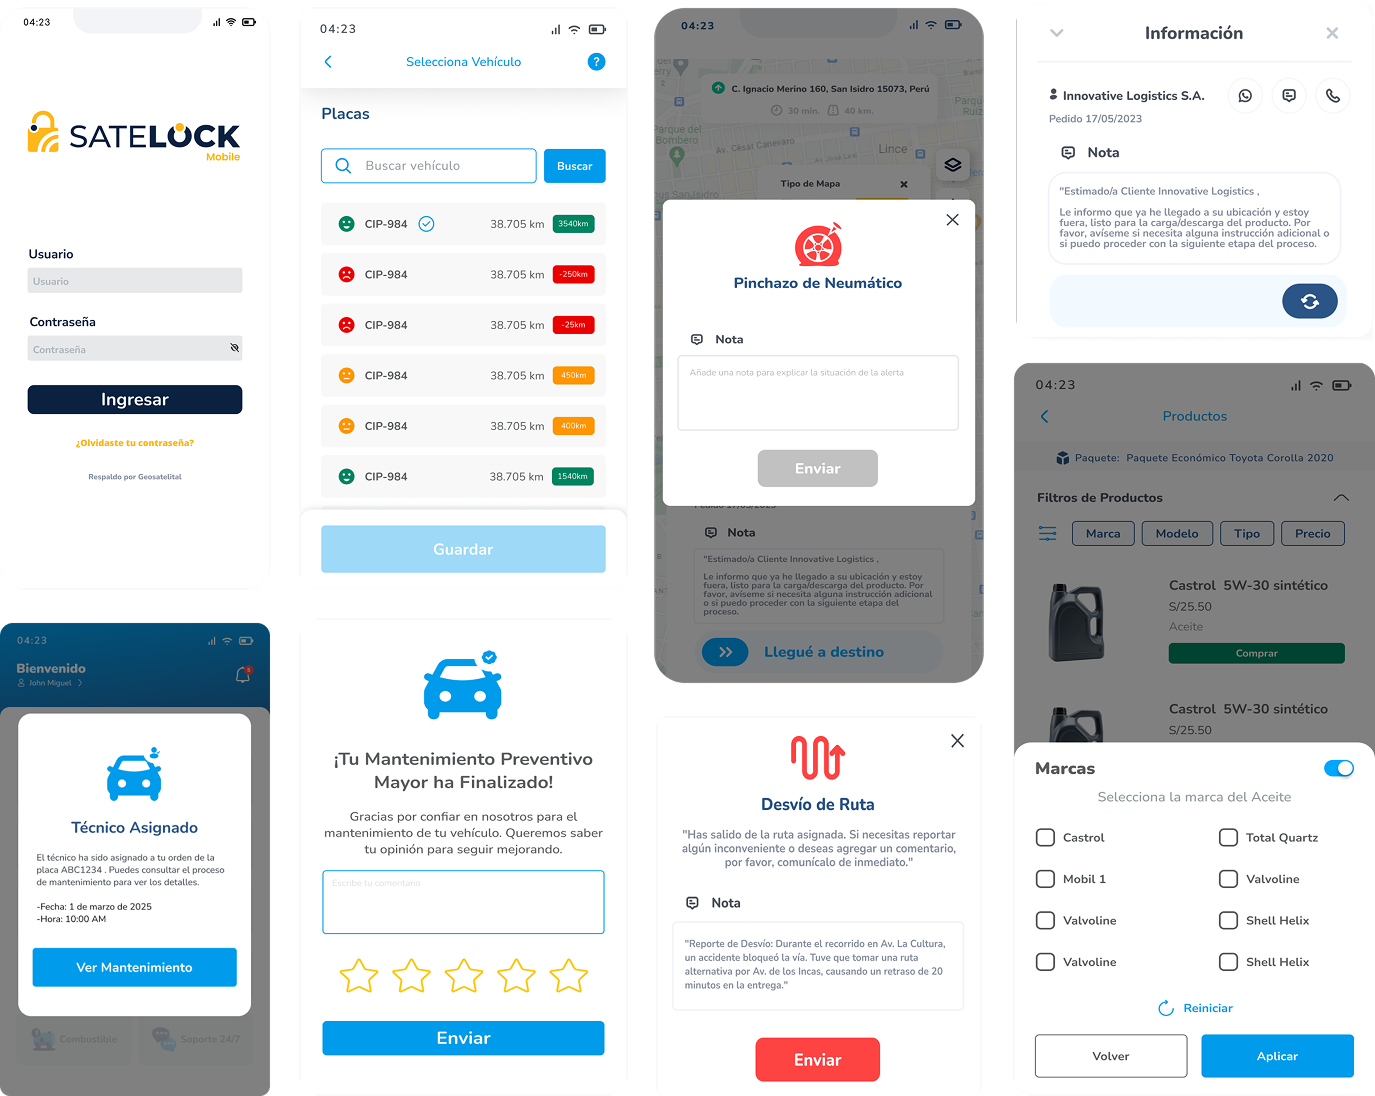 04:23
SATELOCK
Mobile
Usuario
Usuario
Contraseña
Contraseña
Ingresar
¿Olvidaste tu contraseña?
Respaldo por Geosatelital
04:23
Selecciona Vehículo
?
Placas
Buscar vehículo
Buscar
CIP-984 38.705 km 3540km
CIP-984 38.705 km -250km
CIP-984 38.705 km -25km
CIP-984 38.705 km 450km
CIP-984 38.705 km 400km
CIP-984 38.705 km 1540km
Guardar
04:23
C. Ignacio Merino 160, San Isidro 15073, Perú
30 min. 40 km.
Parque del
Bombero
Av. César Canevaro
Lince
Tipo de Mapa
Pinchazo de Neumático
Nota
Añade una nota para explicar la situación de la alerta
Enviar
Pedido 17/05/2023
Nota
"Estimado/a Cliente Innovative Logistics ,
Le informo que ya he llegado a su ubicación y estoy
fuera, listo para la carga/descarga del producto. Por
favor, avíseme si necesita alguna instrucción adicional
o si puedo proceder con la siguiente etapa del
proceso.
Llegué a destino
Información
Innovative Logistics S.A.
Pedido 17/05/2023
Nota
"Estimado/a Cliente Innovative Logistics ,
Le informo que ya he llegado a su ubicación y estoy
fuera, listo para la carga/descarga del producto. Por
favor, avíseme si necesita alguna instrucción adicional o
si puedo proceder con la siguiente etapa del proceso.
04:23
Productos
Paquete: Paquete Económico Toyota Corolla 2020
Filtros de Productos
Marca Modelo Tipo Precio
Castrol 5W-30 sintético
S/25.50
Aceite
Comprar
Castrol 5W-30 sintético
S/25.50
Marcas
Selecciona la marca del Aceite
Castrol Total Quartz
Mobil 1 Valvoline
Valvoline Shell Helix
Valvoline Shell Helix
Reiniciar
Volver Aplicar
04:23
Bienvenido
John Miguel
Técnico Asignado
El técnico ha sido asignado a tu orden de la
placa ABC1234 . Puedes consultar el proceso
de mantenimiento para ver los detalles.
-Fecha: 1 de marzo de 2025
-Hora: 10:00 AM
Ver Mantenimiento
Combustible Soporte 24/7
¡Tu Mantenimiento Preventivo
Mayor ha Finalizado!
Gracias por confiar en nosotros para el
mantenimiento de tu vehículo. Queremos saber
tu opinión para seguir mejorando.
Escribe tu comentario
Enviar
Desvío de Ruta
"Has salido de la ruta asignada. Si necesitas reportar
algún inconveniente o deseas agregar un comentario,
por favor, comunícalo de inmediato."
Nota
"Reporte de Desvío: Durante el recorrido en Av. La Cultura,
un accidente bloqueó la vía. Tuve que tomar una ruta
alternativa por Av. de los Incas, causando un retraso de 20
minutos en la entrega."
Enviar